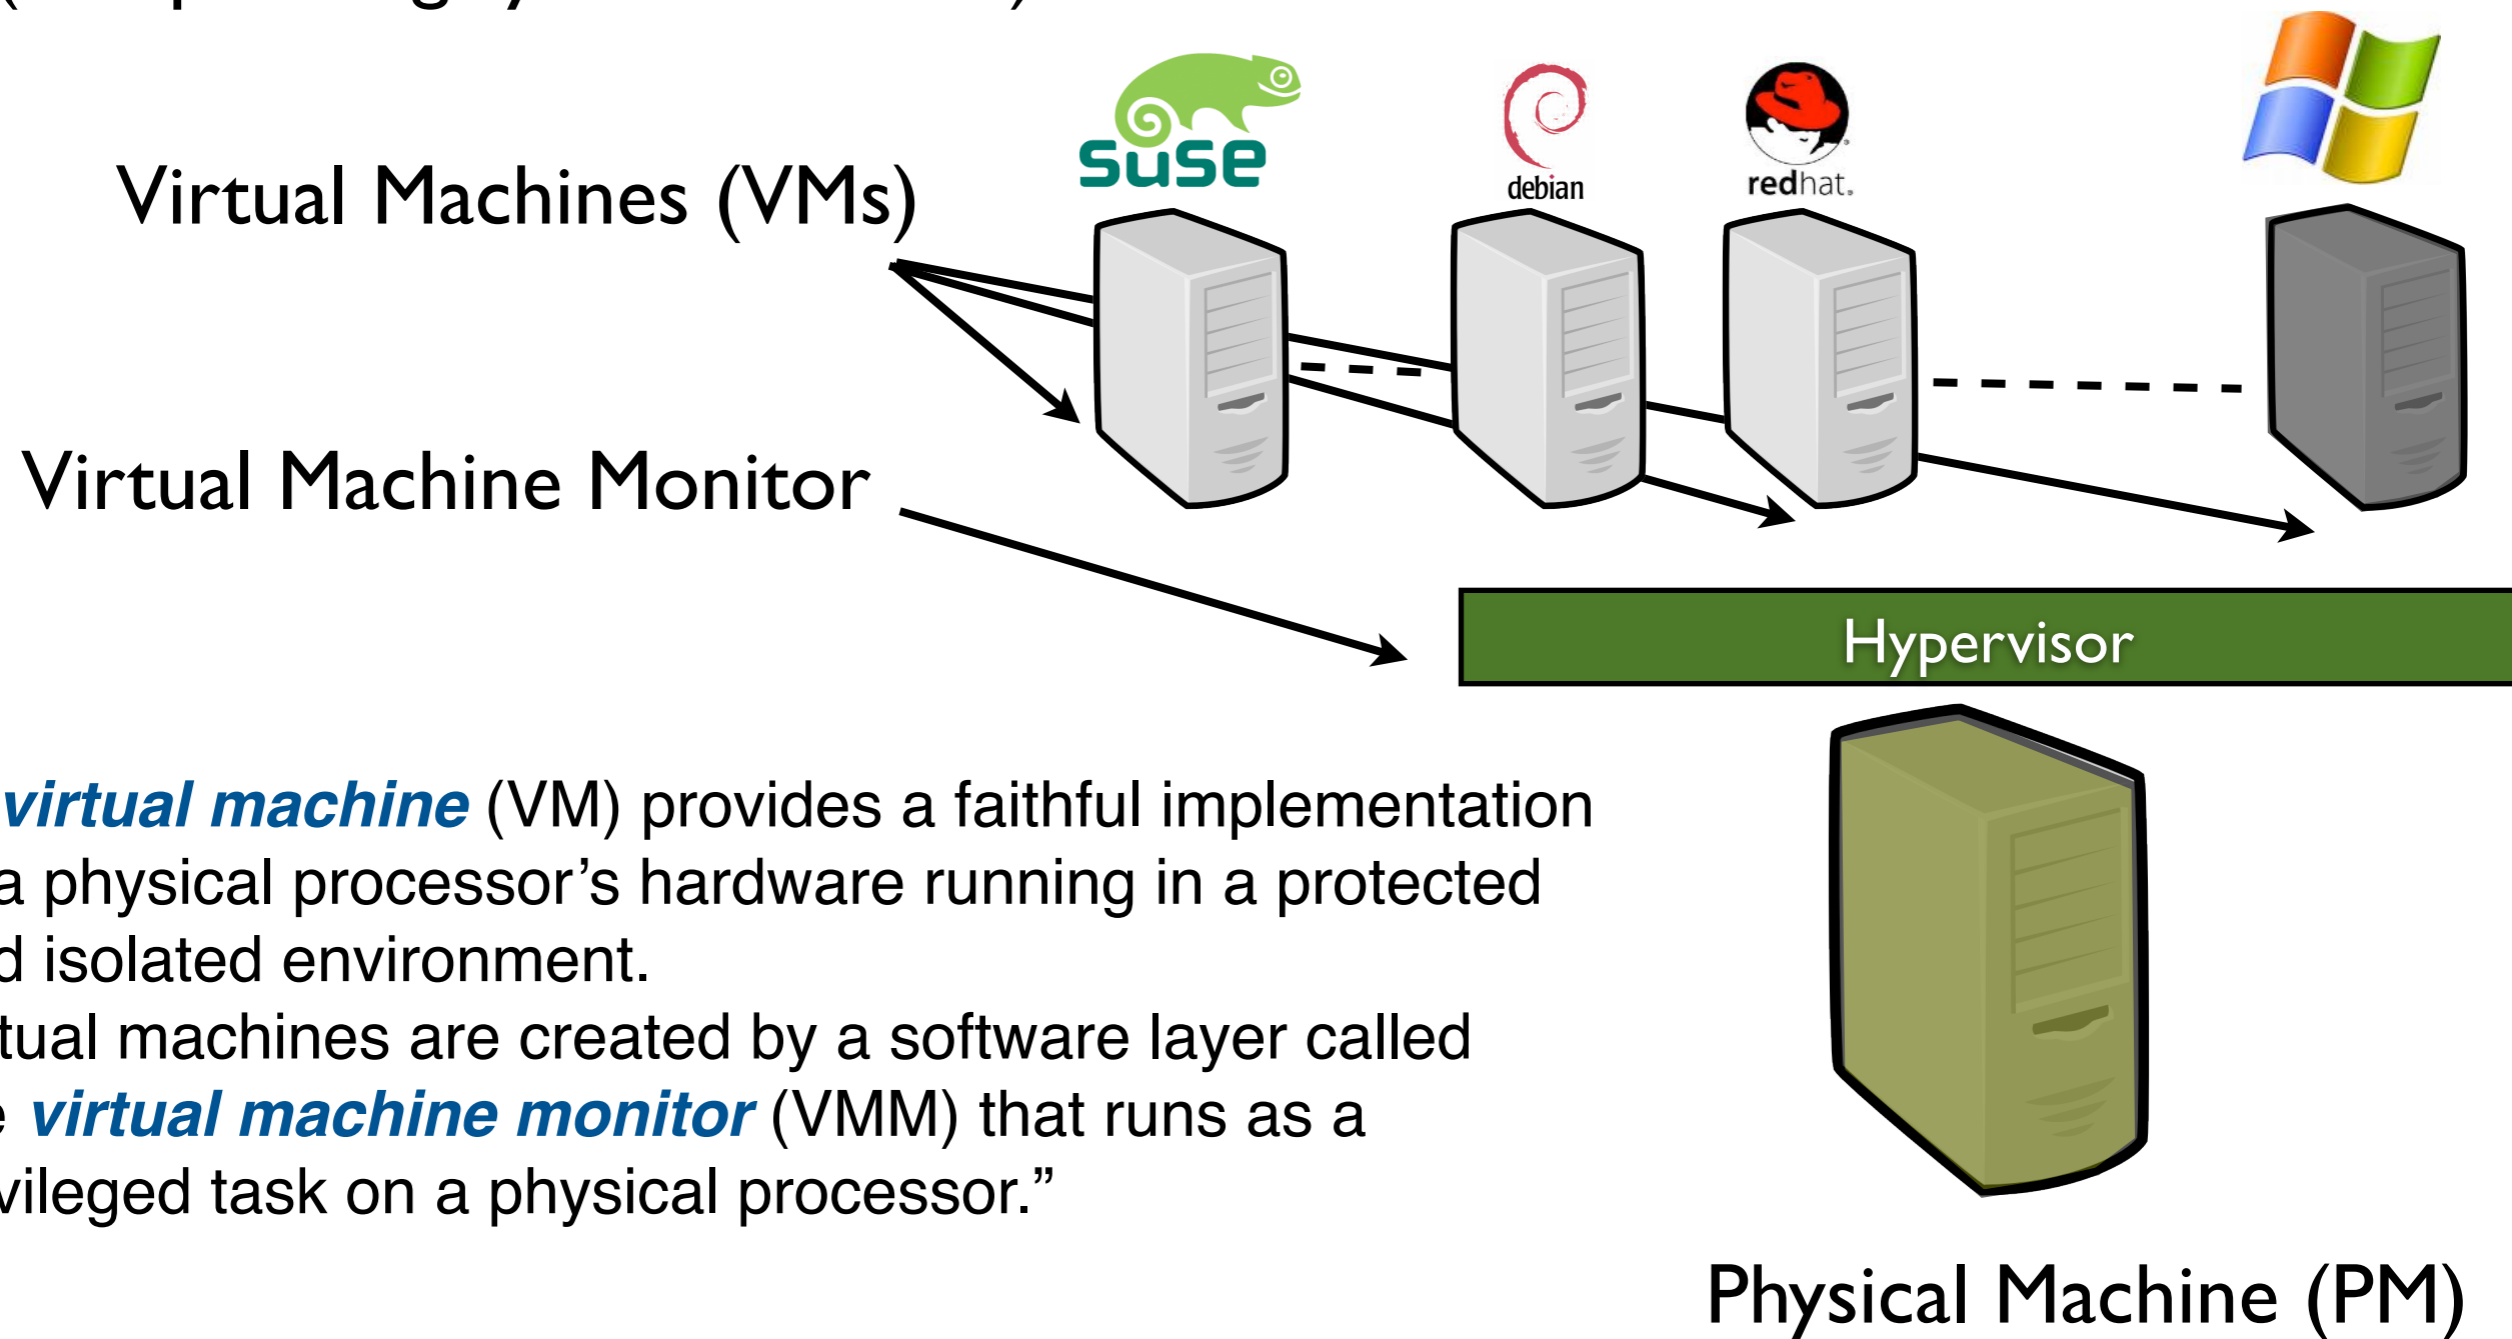 suse
debian
redhat.
Virtual Machines (VMs)
Virtual Machine Monitor
Hypervisor
virtual machine (VM) provides a faithful implementation
a physical processor’s hardware running in a protected
isolated environment.
machines are created by a software layer called
virtual machine monitor (VMM) that runs as a
task on a physical processor.”
Physical Machine (PM)